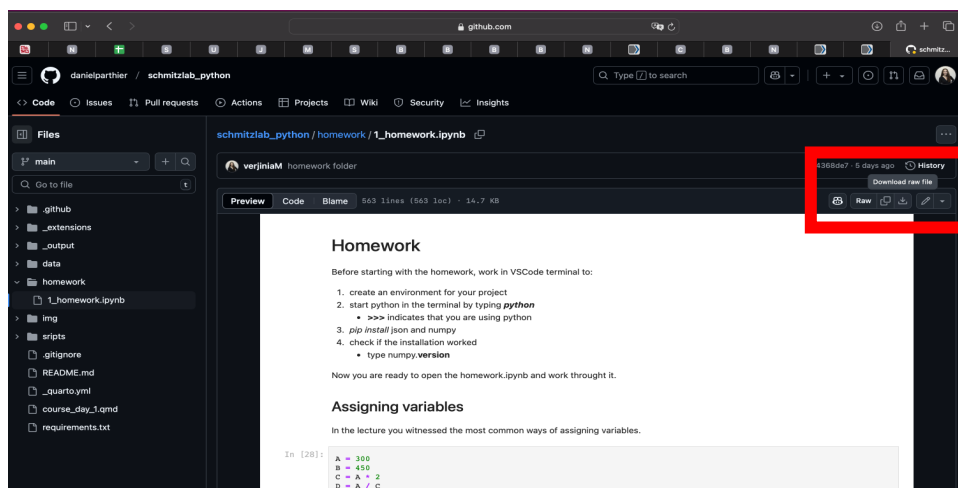 github.com
N
S
U
J
M
S
B
B
B
B
N
C
B
N
schmitz...
danielparthier / schmitzlab_python
Type / to search
<> Code Issues Pull requests Actions Projects Wiki Security Insights
Files
main
Go to file t
.github
_extensions
_output
data
homework
1_homework.ipynb
img
sripts
.gitignore
README.md
_quarto.yml
course_day_1.qmd
requirements.txt
schmitzlab_python / homework / 1_homework.ipynb
verjiniaM homework folder
4368de7 · 5 days ago History
Download raw file
Preview Code Blame 563 lines (563 loc) · 14.7 KB
Raw
Homework
Before starting with the homework, work in VSCode terminal to:
1. create an environment for your project
2. start python in the terminal by typing python
• >>> indicates that you are using python
3. pip install json and numpy
4. check if the installation worked
• type numpy.version
Now you are ready to open the homework.ipynb and work throught it.
Assigning variables
In the lecture you witnessed the most common ways of assigning variables.
In [28]:
A = 300
B = 450
C = A * 2
D = A / C